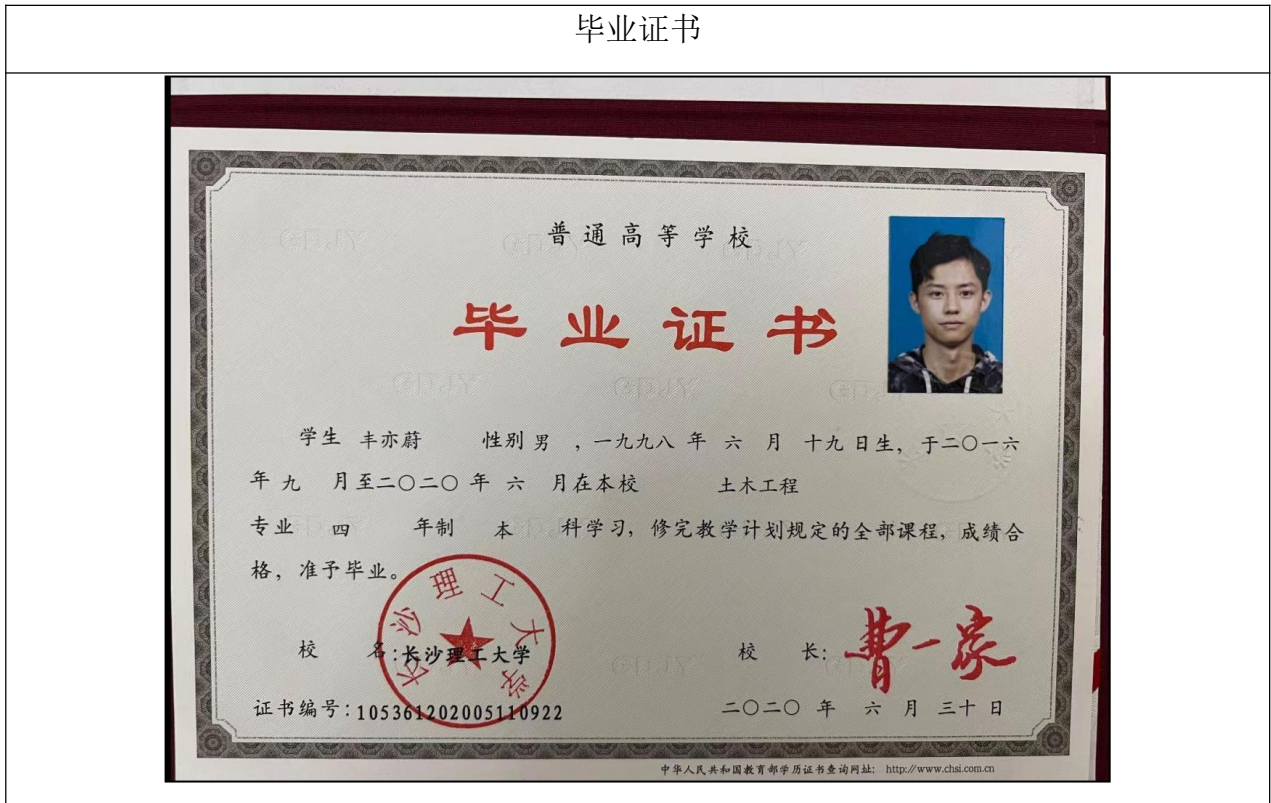 毕业证书
普通高等学校
毕业证书
学生 丰亦蔚 性别 男 ，一九九八 年 六 月 十九 日生，于二〇一六
年 九 月至二〇二〇 年 六 月在本校 土木工程
专业 四 年制 本 科学习，修完教学计划规定的全部课程，成绩合
格，准予毕业。
长沙理工大学
校 名：长沙理工大学
校 长：曹一家
证书编号：105361202005110922
二〇二〇 年 六 月 三十 日
中华人民共和国教育部学历证书查询网址： http://www.chsi.com.cn